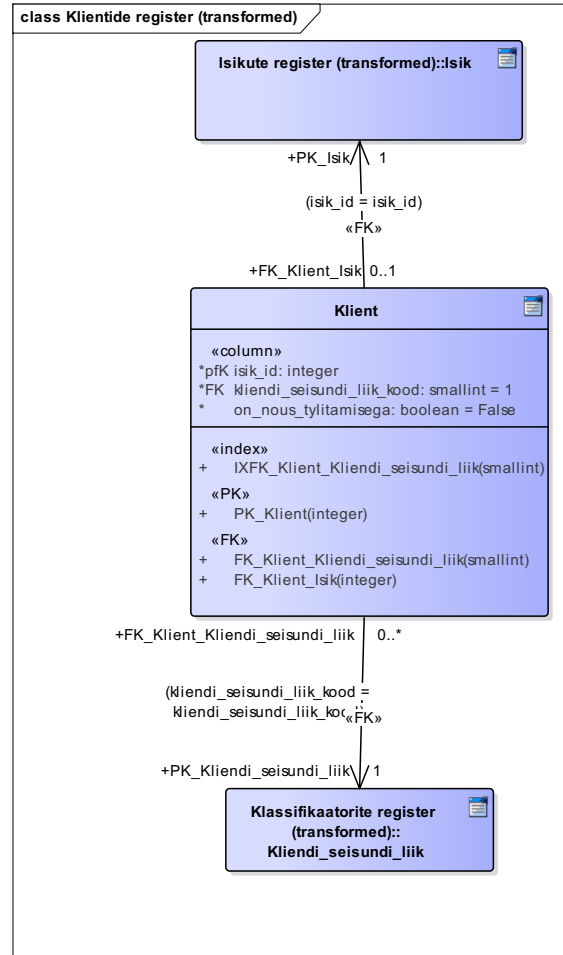 class Klientide register (transformed)
Isikute register (transformed)::Isik
+PK_Isik 1
(isik_id = isik_id)
«FK»
+FK_Klient_Isik 0..1
Klient
«column»
*pfK isik_id: integer
*FK kliendi_seisundi_liik_kood: smallint = 1
* on_nous_tylitamisega: boolean = False
«index»
+ IXFK_Klient_Kliendi_seisundi_liik(smallint)
«PK»
+ PK_Klient(integer)
«FK»
+ FK_Klient_Kliendi_seisundi_liik(smallint)
+ FK_Klient_Isik(integer)
+FK_Klient_Kliendi_seisundi_liik 0..*
(kliendi_seisundi_liik_kood =
«FK»
+PK_Kliendi_seisundi_liik 1
Klassifikaatorite register
(transformed)::
Kliendi_seisundi_liik